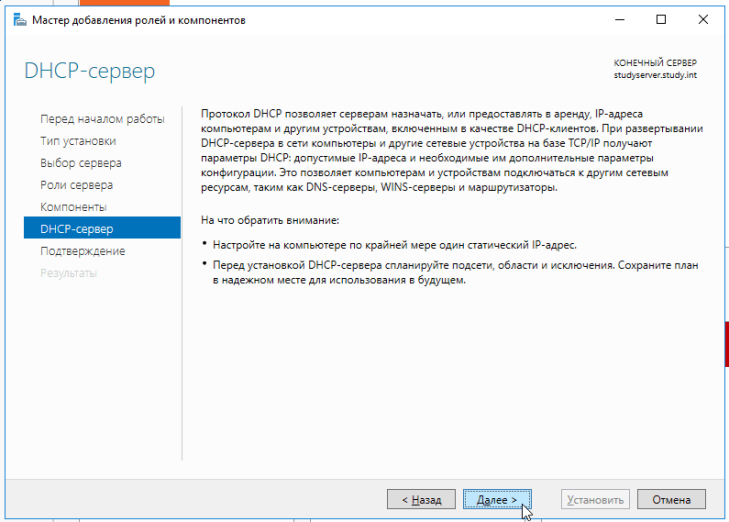 Мастер добавления ролей и компонентов
DHCP-сервер
КОНЕЧНЫЙ СЕРВЕР
studyserver.study.int
Перед началом работы
Тип установки
Выбор сервера
Роли сервера
Компоненты
DHCP-сервер
Подтверждение
Результаты
Протокол DHCP позволяет серверам назначать, или предоставлять в аренду, IP-адреса
компьютерам и другим устройствам, включенным в качестве DHCP-клиентов. При развертывании
DHCP-сервера в сети компьютеры и другие сетевые устройства на базе TCP/IP получают
параметры DHCP: допустимые IP-адреса и необходимые им дополнительные параметры
конфигурации. Это позволяет компьютерам и устройствам подключаться к другим сетевым
ресурсам, таким как DNS-серверы, WINS-серверы и маршрутизаторы.
На что обратить внимание:
• Настройте на компьютере по крайней мере один статический IP-адрес.
• Перед установкой DHCP-сервера спланируйте подсети, области и исключения. Сохраните план
в надежном месте для использования в будущем.
< Назад
Далее >
Установить
Отмена